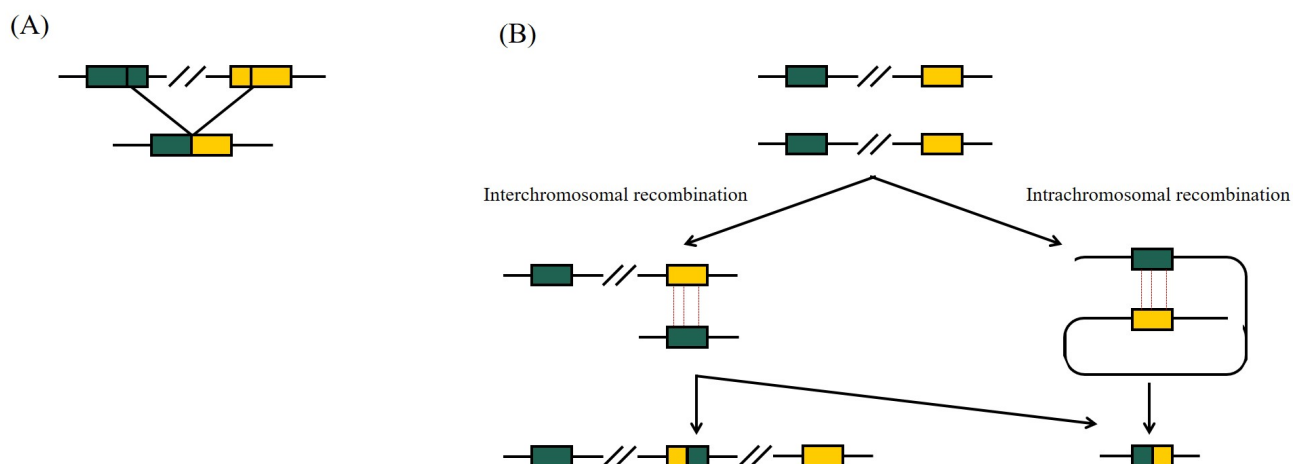 (A)
(B)
Interchromosomal recombination
Intrachromosomal recombination